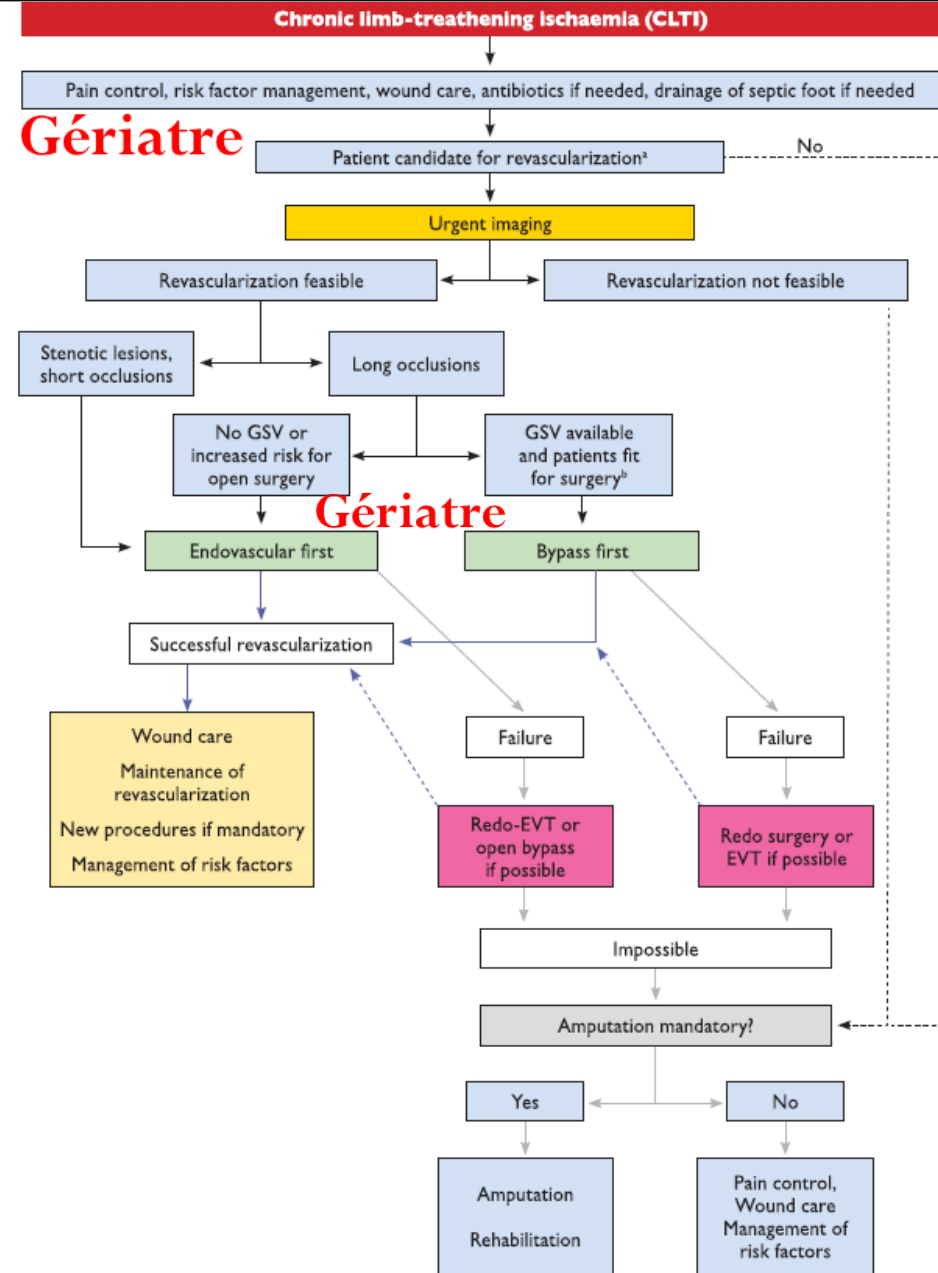 Chronic limb-treathening ischaemia (CLTI)
Pain control, risk factor management, wound care, antibiotics if needed, drainage of septic foot if needed
Gériatre
Patient candidate for revascularizationᵃ
No
Urgent imaging
Revascularization feasible
Revascularization not feasible
Stenotic lesions,
short occlusions
Long occlusions
No GSV or
increased risk for
open surgery
GSV available
and patients fit
for surgeryᵇ
Gériatre
Endovascular first
Bypass first
Successful revascularization
Wound care
Maintenance of
revascularization
New procedures if mandatory
Management of risk factors
Failure
Failure
Redo-EVT or
open bypass
if possible
Redo surgery or
EVT if possible
Impossible
Amputation mandatory?
Yes
No
Amputation
Rehabilitation
Pain control,
Wound care
Management of
risk factors